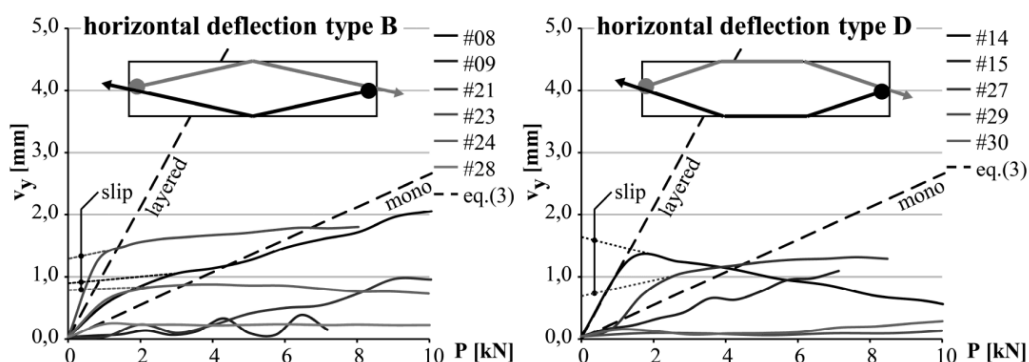 horizontal deflection type B
5,0
4,0
3,0
2,0
1,0
0,0
v_y [mm]
slip
layered
mono
0 2 4 6 8 10 P [kN]
#08
#09
#21
#23
#24
#28
eq.(3)
horizontal deflection type D
5,0
4,0
3,0
2,0
1,0
0,0
v_y [mm]
slip
layered
mono
0 2 4 6 8 10 P [kN]
#14
#15
#27
#29
#30
eq.(3)